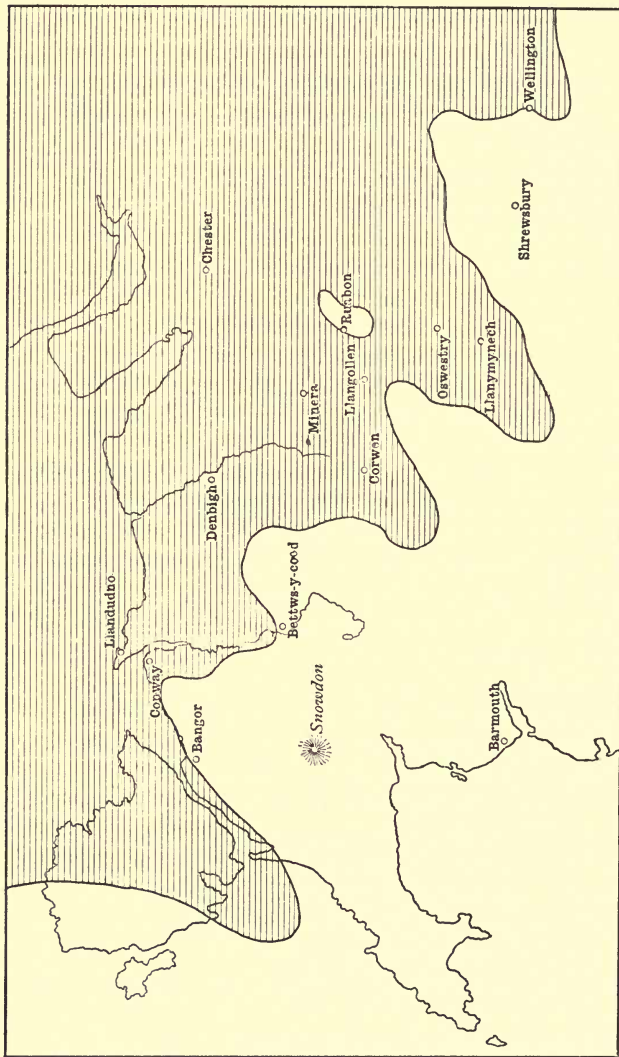 Llandudno
Conway
Bangor
Denbigh
Chester
Bettws-y-coed
Snowdon
Minera
Ruabon
Llangollen
Corwen
Oswestry
Llanymynech
Shrewsbury
Wellington
Barmouth